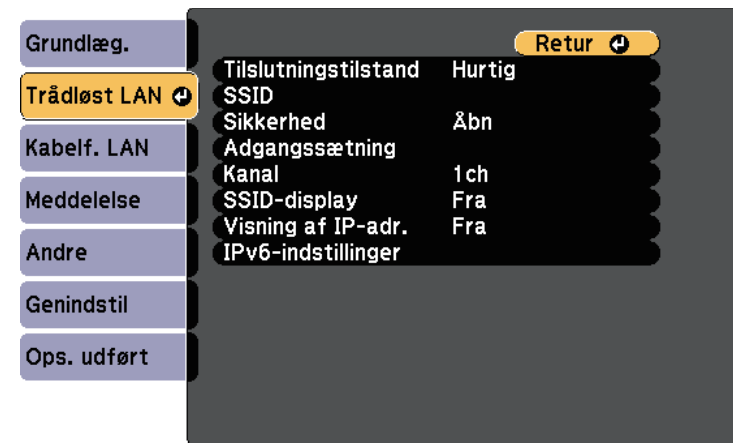 Grundlæg.
Trådløst LAN
Kabelf. LAN
Meddelelse
Andre
Genindstil
Ops. udført
Retur
Tilslutningstilstand Hurtig
SSID
Sikkerhed Åbn
Adgangssætning
Kanal 1ch
SSID-display Fra
Visning af IP-adr. Fra
IPv6-indstillinger